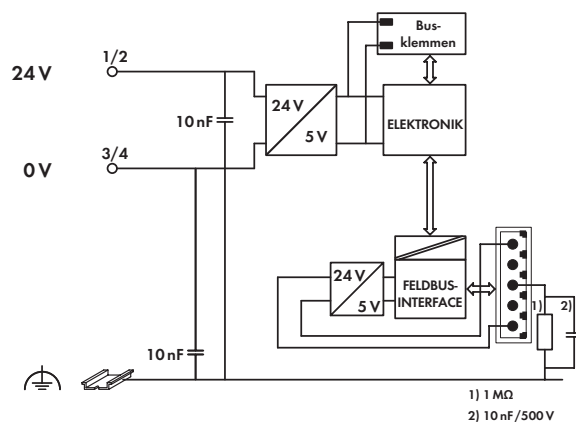 Bus-
klemmen
1/2
24 V
24 V
10 nF
ELEKTRONIK
5 V
3/4
0 V
24 V
FELDBUS-
INTERFACE
5 V
1)
2)
10 nF
1) 1 MΩ
2) 10 nF/500 V